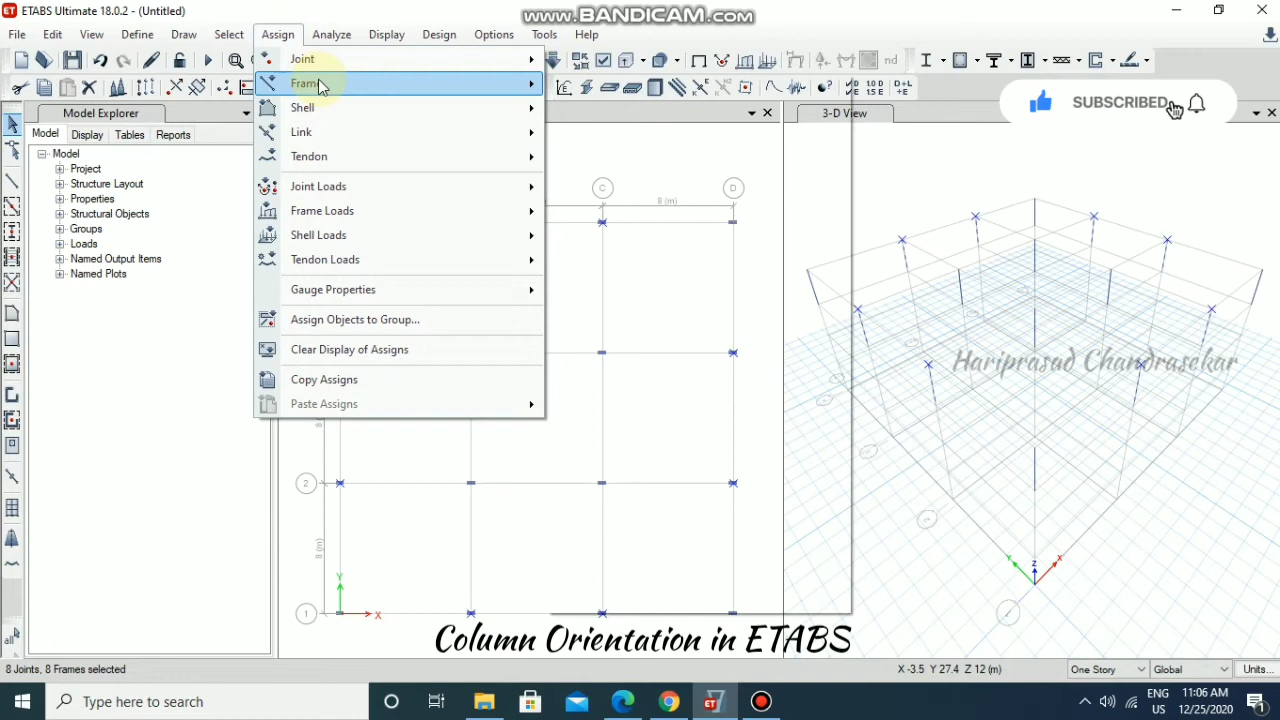 ETABS Ultimate 18.0.2 - (Untitled)
www.BANDICAM.com
File Edit View Define Draw Select Assign Analyze Display Design Options Tools Help
nd
Model Explorer
3-D View
SUBSCRIBED
Model Display Tables Reports
Model
Project
Structure Layout
Properties
Structural Objects
Groups
Loads
Named Output Items
Named Plots
Joint
Frame
Shell
Link
Tendon
Joint Loads
Frame Loads
Shell Loads
Tendon Loads
Gauge Properties
Assign Objects to Group...
Clear Display of Assigns
Copy Assigns
Paste Assigns
C
D
8 (m)
2
8 (m)
1
Y
X
Hariprasad Chandrasekar
Y Z X
all
Column Orientation in ETABS
8 Joints, 8 Frames selected
X -3.5 Y 27.4 Z 12 (m)
One Story
Global
Units...
Type here to search
ENG
US
11:06 AM
12/25/2020